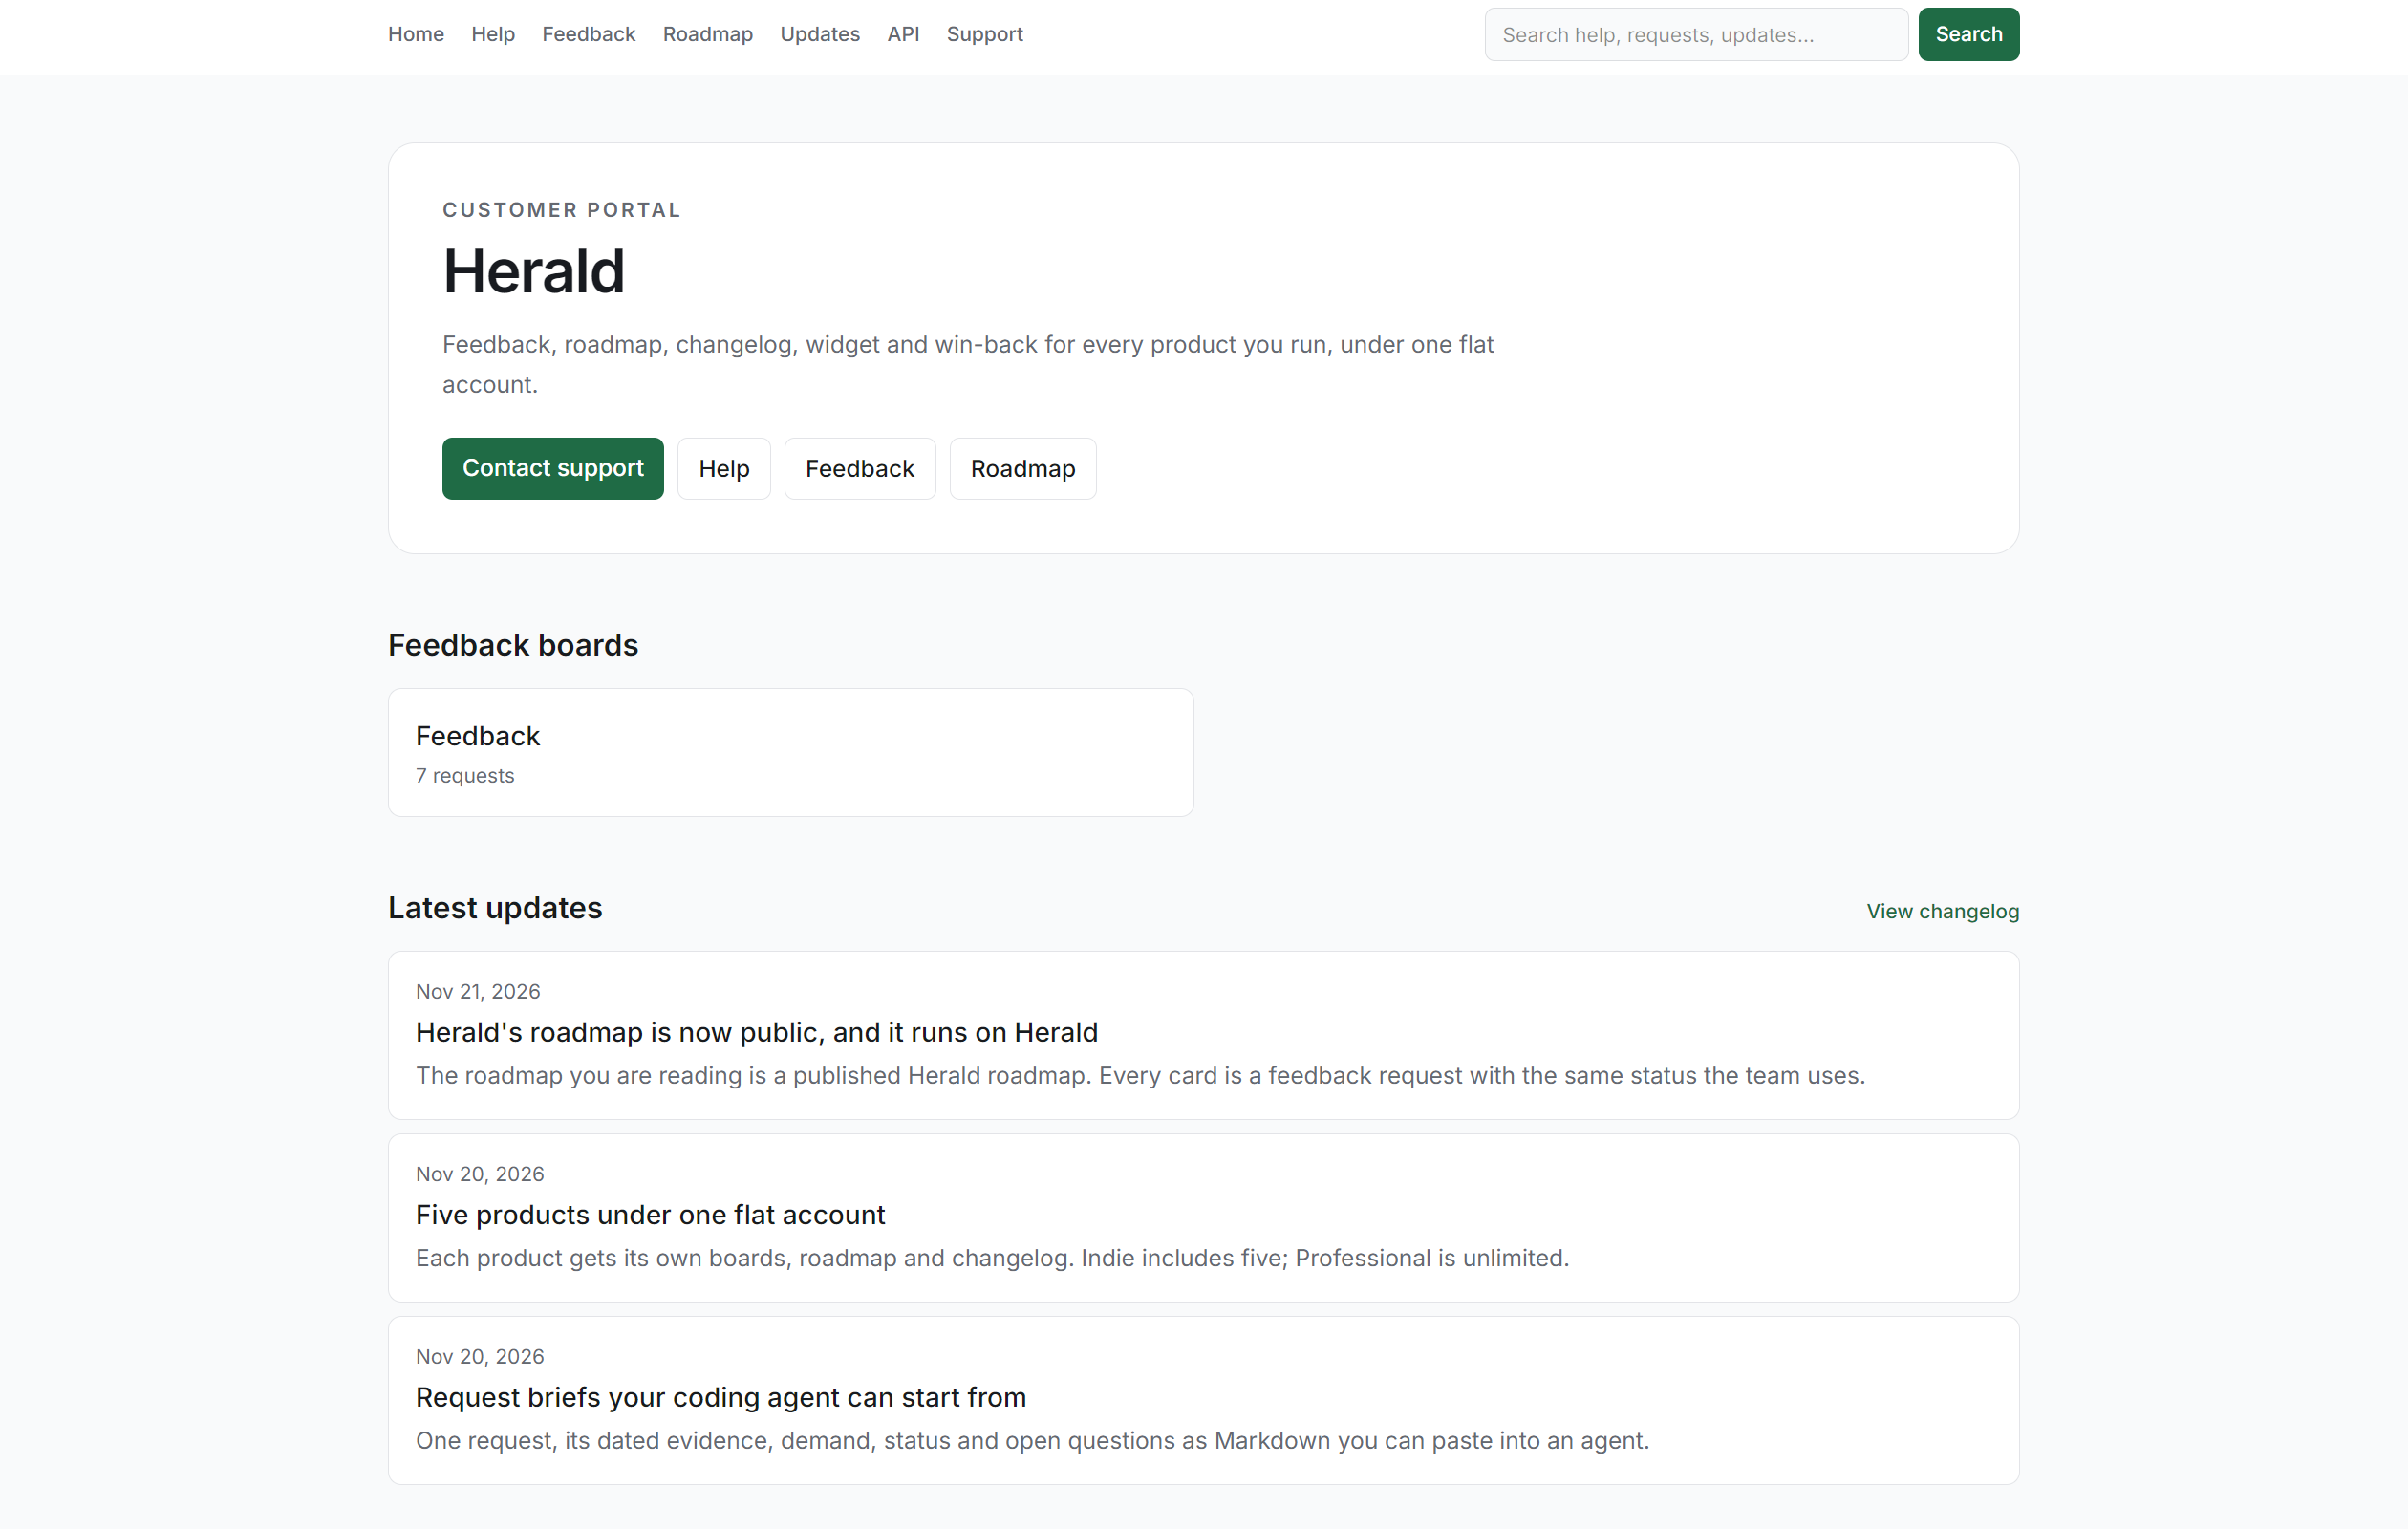 Home Help Feedback Roadmap Updates API Support Search help, requests, updates... Search
CUSTOMER PORTAL
Herald
Feedback, roadmap, changelog, widget and win-back for every product you run, under one flat
account.
Contact support Help Feedback Roadmap
Feedback boards
Feedback
7 requests
Latest updates View changelog
Nov 21, 2026
Herald's roadmap is now public, and it runs on Herald
The roadmap you are reading is a published Herald roadmap. Every card is a feedback request with the same status the team uses.
Nov 20, 2026
Five products under one flat account
Each product gets its own boards, roadmap and changelog. Indie includes five; Professional is unlimited.
Nov 20, 2026
Request briefs your coding agent can start from
One request, its dated evidence, demand, status and open questions as Markdown you can paste into an agent.